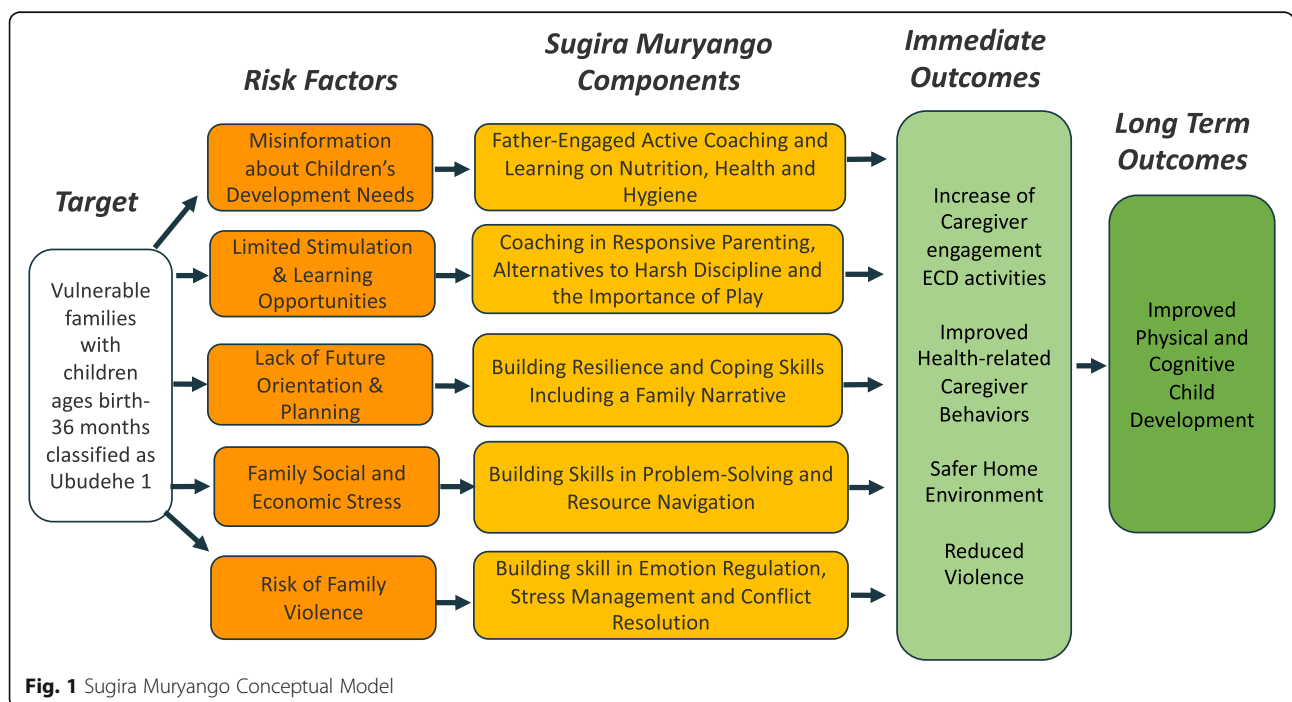 Target
Vulnerable
families
with
children
ages birth-
36 months
classified as
Ubudehe 1
Risk Factors
Misinformation
about Children’s
Development Needs
Limited Stimulation
& Learning
Opportunities
Lack of Future
Orientation &
Planning
Family Social and
Economic Stress
Risk of Family
Violence
Sugira Muryango
Components
Father-Engaged Active Coaching and
Learning on Nutrition, Health and
Hygiene
Coaching in Responsive Parenting,
Alternatives to Harsh Discipline and
the Importance of Play
Building Resilience and Coping Skills
Including a Family Narrative
Building Skills in Problem-Solving and
Resource Navigation
Building skill in Emotion Regulation,
Stress Management and Conflict
Resolution
Immediate
Outcomes
Increase of
Caregiver
engagement
ECD activities
Improved
Health-related
Caregiver
Behaviors
Safer Home
Environment
Reduced
Violence
Long Term
Outcomes
Improved
Physical and
Cognitive
Child
Development
Fig. 1 Sugira Muryango Conceptual Model